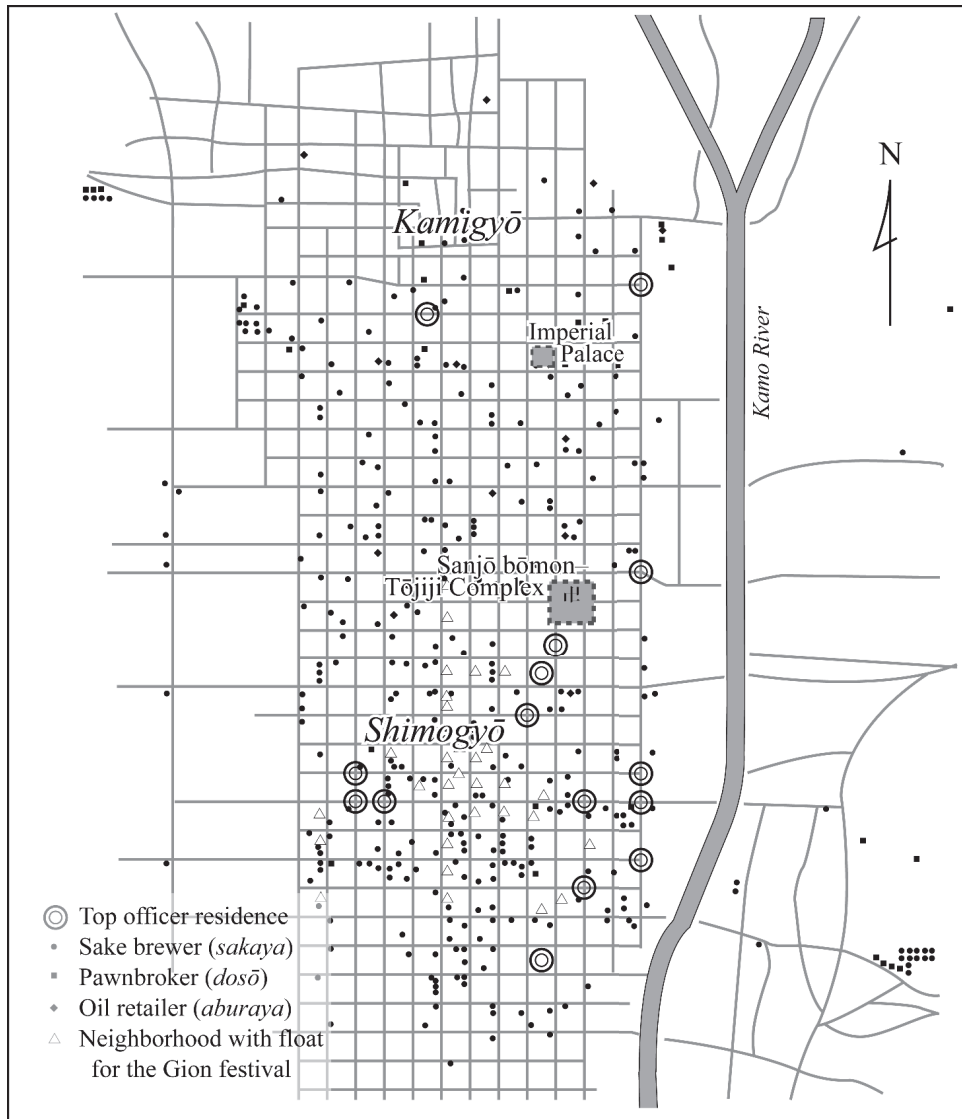 N
Kamigyō
Imperial
Palace
Kamo River
Sanjō bōmon–
Tōjiji Complex
Shimogyō
Top officer residence
Sake brewer (sakaya)
Pawnbroker (dosō)
Oil retailer (aburaya)
Neighborhood with float
for the Gion festival